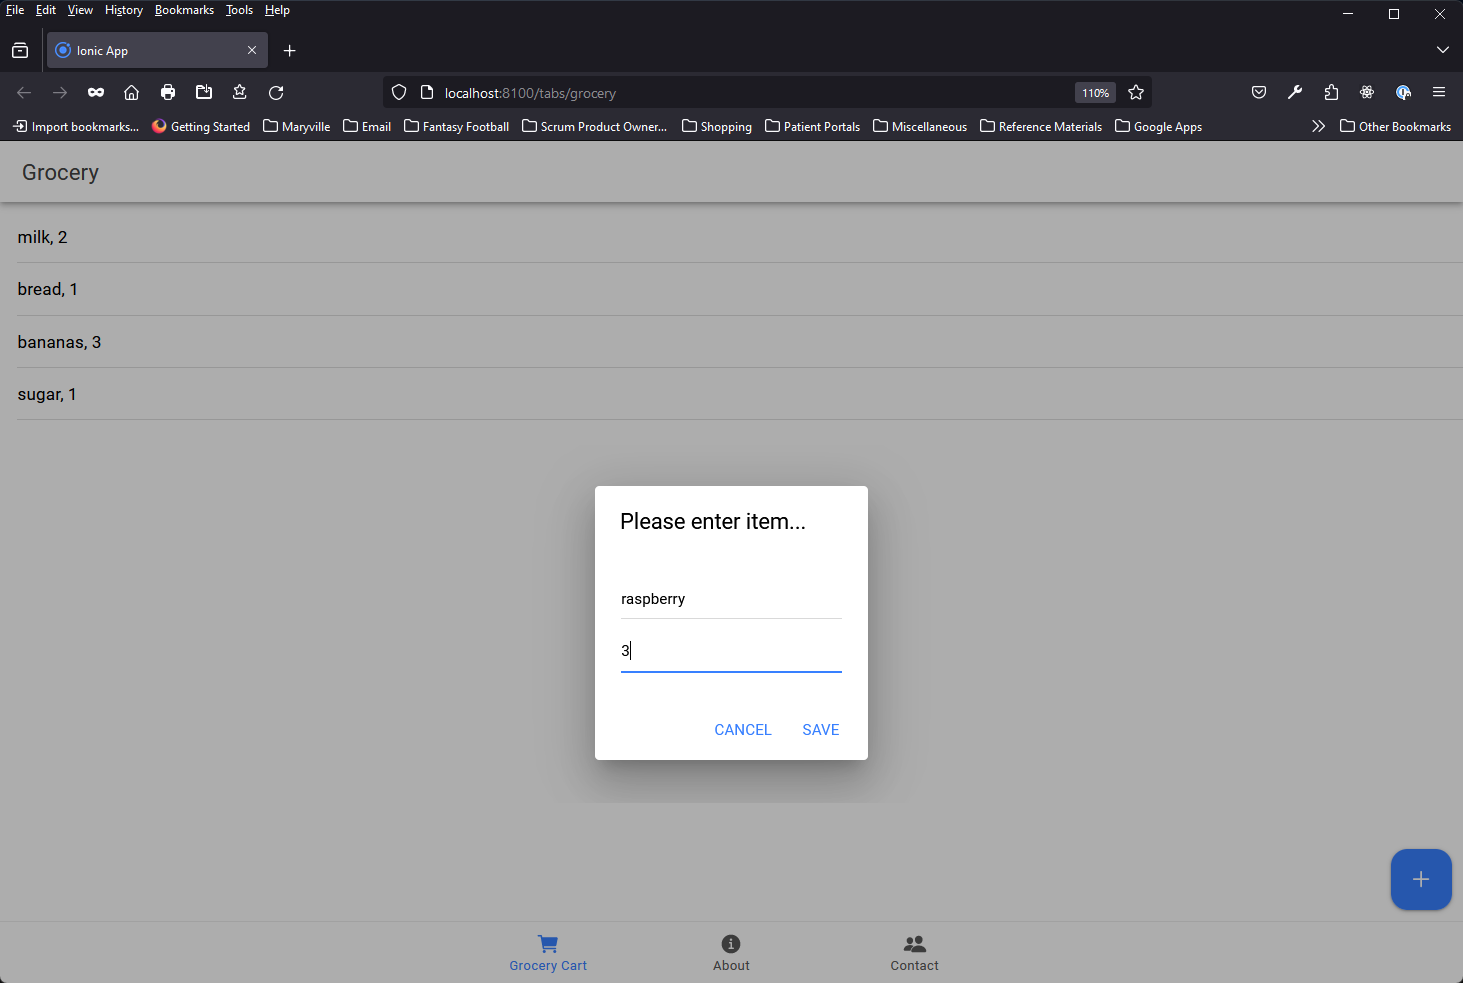 File Edit View History Bookmarks Tools Help
Ionic App
localhost:8100/tabs/grocery 110%
Import bookmarks... Getting Started Maryville Email Fantasy Football Scrum Product Owner... Shopping Patient Portals Miscellaneous Reference Materials Google Apps Other Bookmarks
Grocery
milk, 2
bread, 1
bananas, 3
sugar, 1
Please enter item...
raspberry
3
CANCEL SAVE
Grocery Cart About Contact